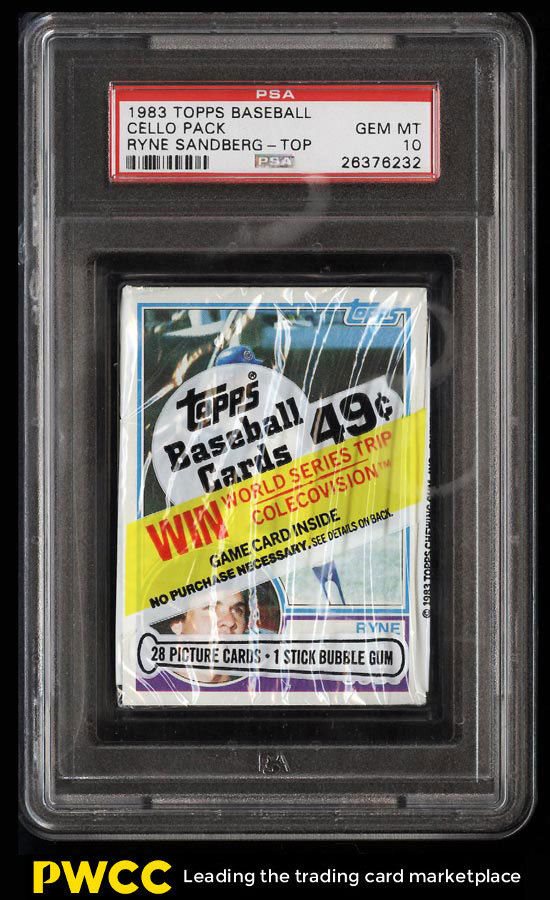 PSA
1983 TOPPS BASEBALL
CELLO PACK GEM MT
RYNE SANDBERG – TOP 10
PSA 26376232
topps
topps®
Baseball
Cards 49¢
WIN WORLD SERIES TRIP
COLECOVISION™
GAME CARD INSIDE
NO PURCHASE NECESSARY. SEE DETAILS ON BACK.
RYNE
28 PICTURE CARDS • 1 STICK BUBBLE GUM
© 1983 TOPPS CHEWING GUM, INC.
PSA
PWCC Leading the trading card marketplace